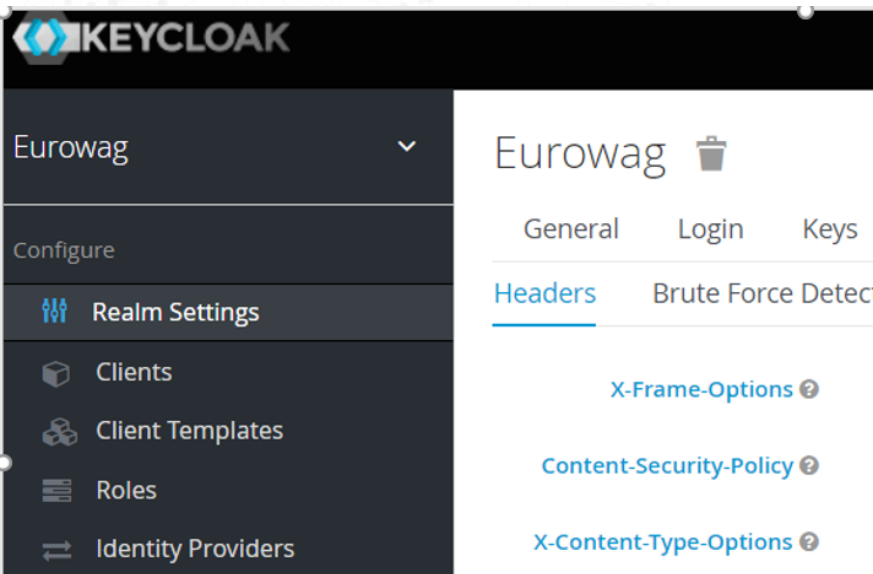 KEYCLOAK
Eurowag
Configure
Realm Settings
Clients
Client Templates
Roles
Identity Providers
Eurowag
General Login Keys
Headers Brute Force Detec
X-Frame-Options
Content-Security-Policy
X-Content-Type-Options